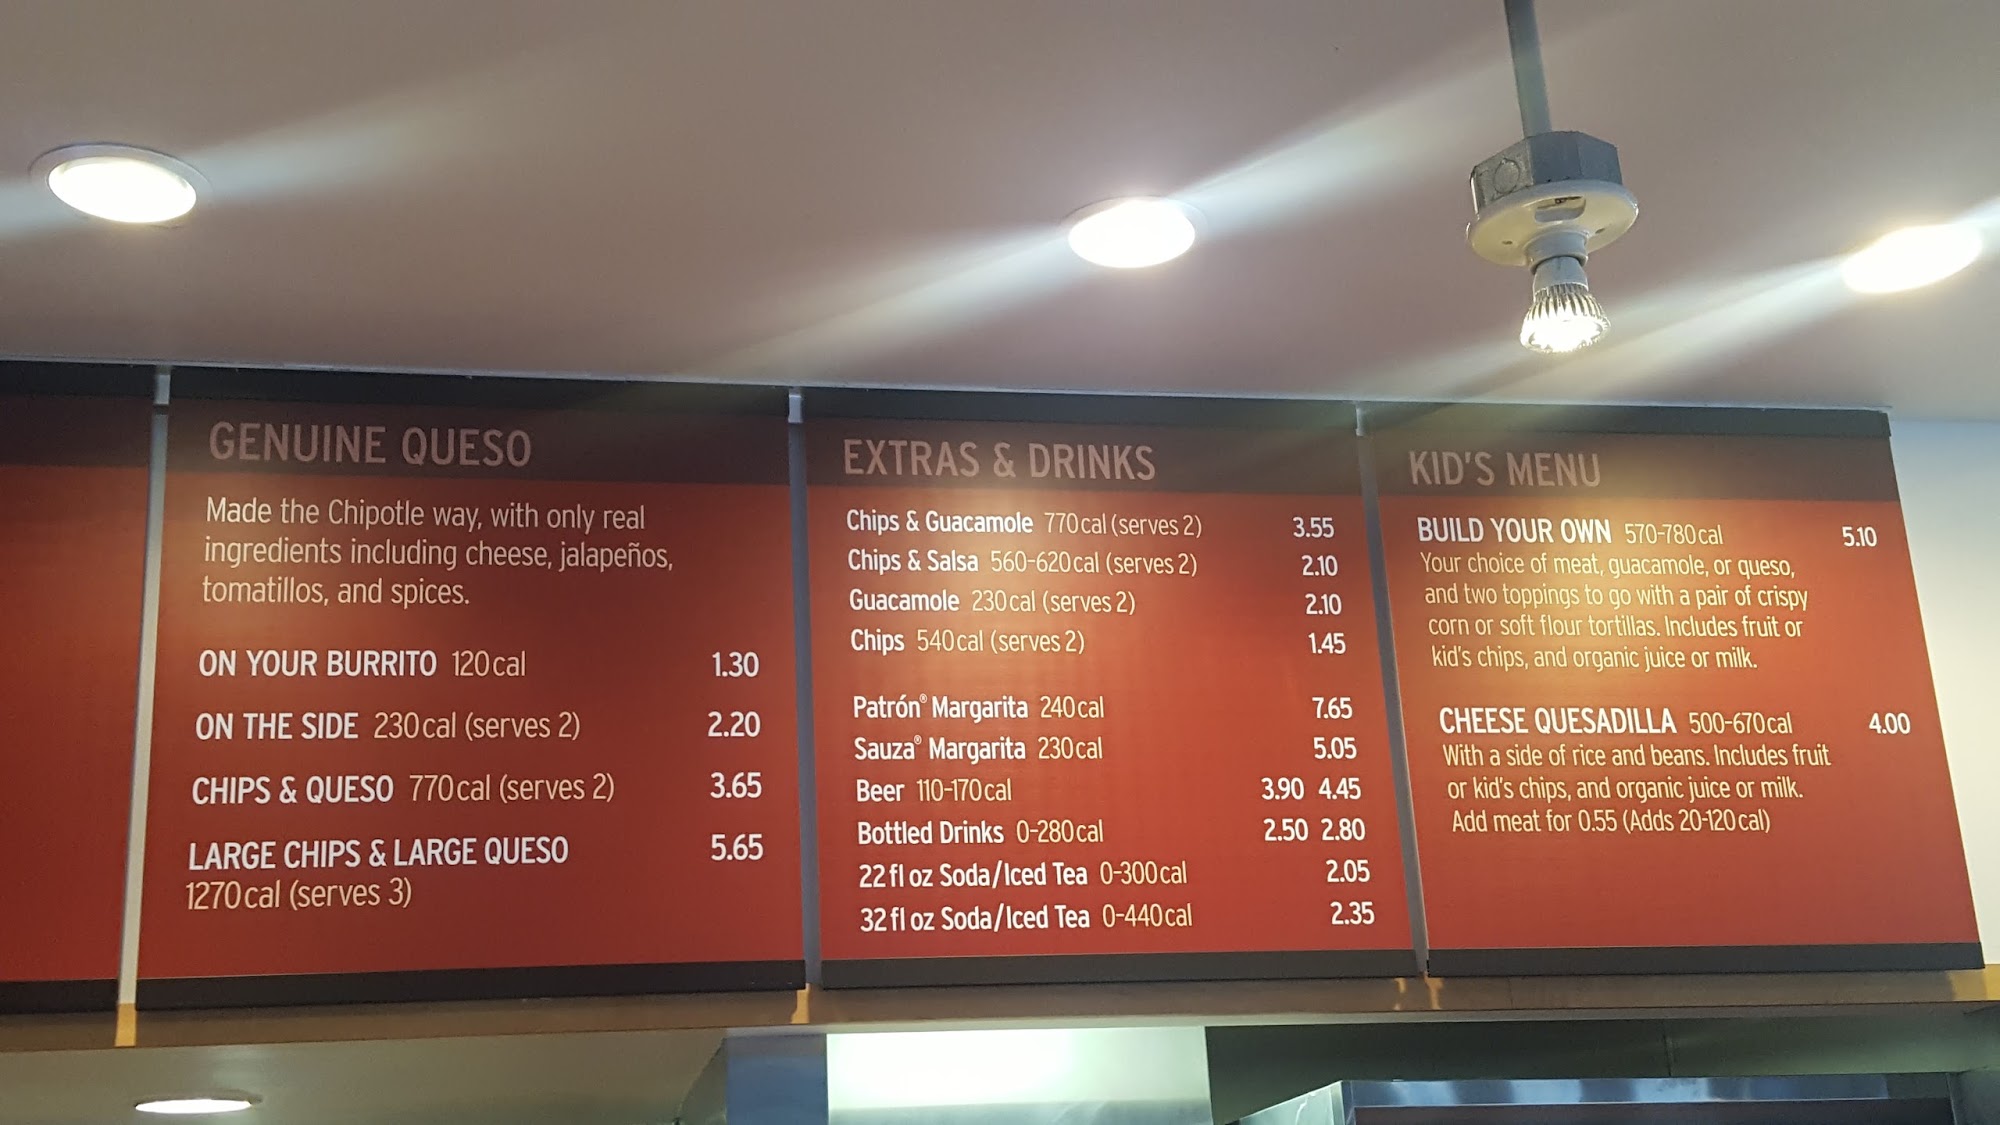 GENUINE QUESO
Made the Chipotle way, with only real
ingredients including cheese, jalapeños,
tomatillos, and spices.
ON YOUR BURRITO 120cal 1.30
ON THE SIDE 230cal (serves 2) 2.20
CHIPS & QUESO 770cal (serves 2) 3.65
LARGE CHIPS & LARGE QUESO 5.65
1270cal (serves 3)
EXTRAS & DRINKS
Chips & Guacamole 770cal (serves 2) 3.55
Chips & Salsa 560-620cal (serves 2) 2.10
Guacamole 230cal (serves 2) 2.10
Chips 540cal (serves 2) 1.45
Patrón® Margarita 240cal 7.65
Sauza® Margarita 230cal 5.05
Beer 110-170cal 3.90 4.45
Bottled Drinks 0-280cal 2.50 2.80
22fl oz Soda/Iced Tea 0-300cal 2.05
32fl oz Soda/Iced Tea 0-440cal 2.35
KID'S MENU
BUILD YOUR OWN 570-780cal 5.10
Your choice of meat, guacamole, or queso,
and two toppings to go with a pair of crispy
corn or soft flour tortillas. Includes fruit or
kid's chips, and organic juice or milk.
CHEESE QUESADILLA 500-670cal 4.00
With a side of rice and beans. Includes fruit
or kid's chips, and organic juice or milk.
Add meat for 0.55 (Adds 20-120cal)